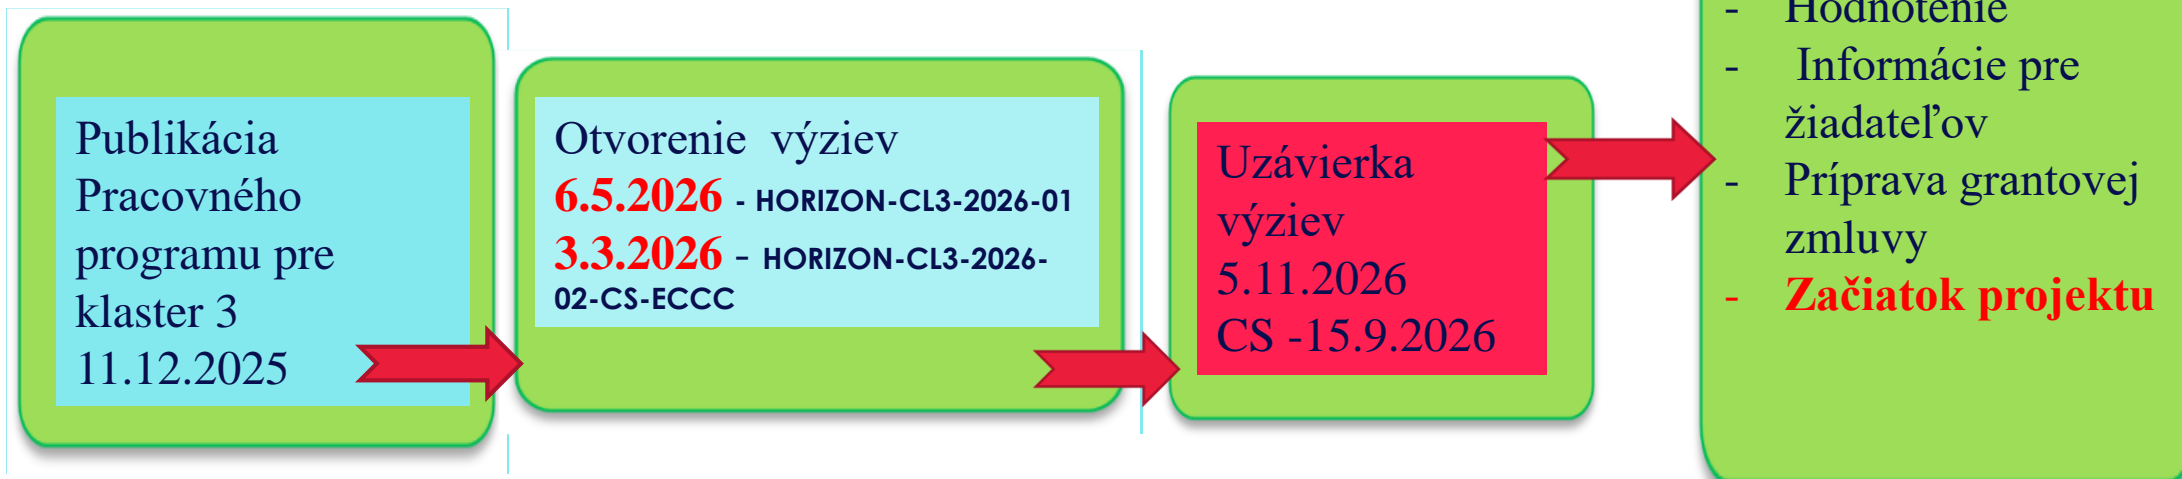 Publikácia
Pracovného
programu pre
klaster 3
11.12.2025
Otvorenie výziev
6.5.2026 - HORIZON-CL3-2026-01
3.3.2026 - HORIZON-CL3-2026-
02-CS-ECCC
Uzávierka
výziev
5.11.2026
CS -15.9.2026
- Hodnotenie
- Informácie pre
žiadateľov
- Príprava grantovej
zmluvy
- Začiatok projektu